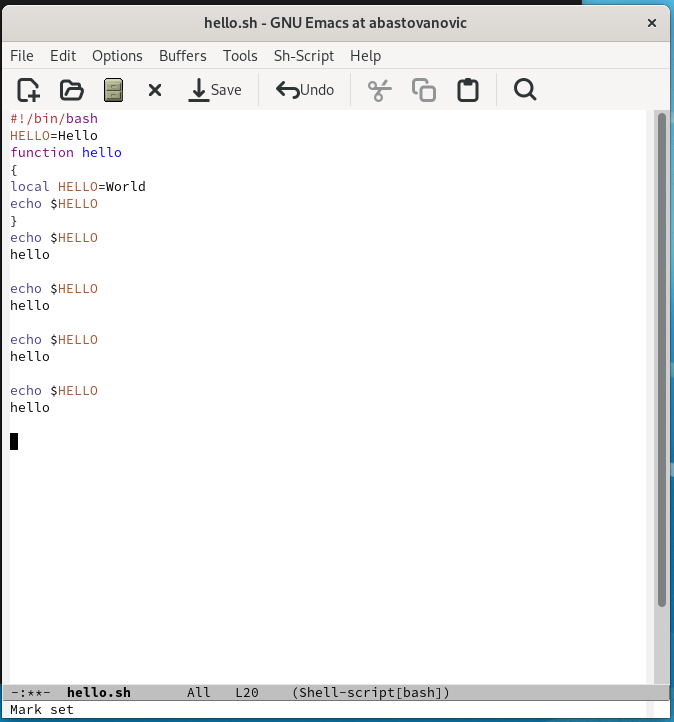 hello.sh - GNU Emacs at abastovanovic
File Edit Options Buffers Tools Sh-Script Help
Save Undo
#!/bin/bash
HELLO=Hello
function hello
{
local HELLO=World
echo $HELLO
}
echo $HELLO
hello
echo $HELLO
hello
echo $HELLO
hello
echo $HELLO
hello
-:**- hello.sh All L20 (Shell-script[bash])
Mark set